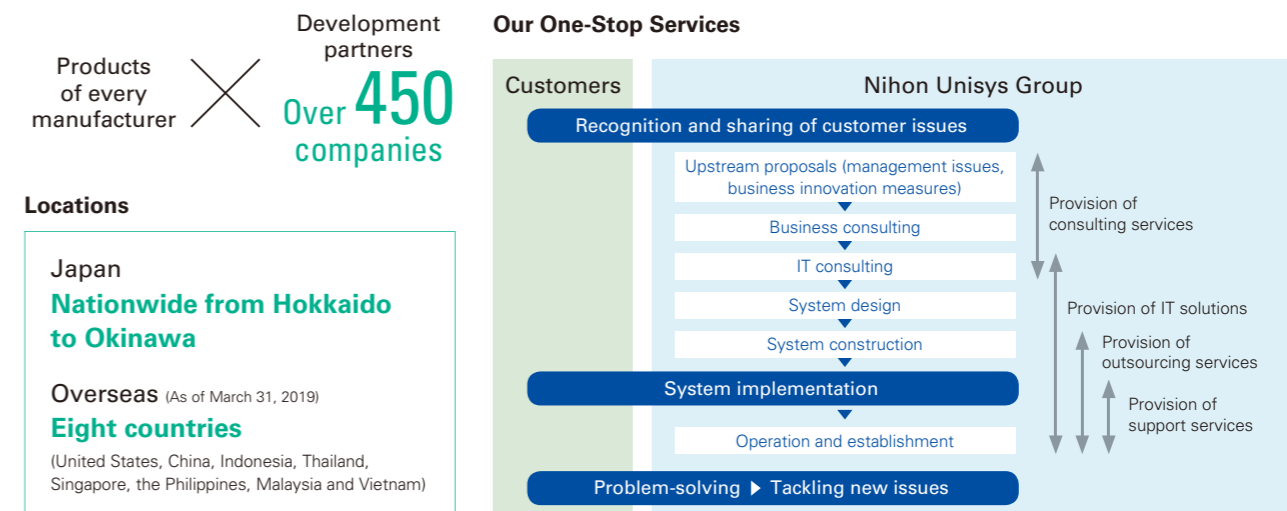 Products
of every
manufacturer
Development
partners
Over 450
companies
Locations
Japan
Nationwide from Hokkaido
to Okinawa
Overseas (As of March 31, 2019)
Eight countries
(United States, China, Indonesia, Thailand,
Singapore, the Philippines, Malaysia and Vietnam)
Our One-Stop Services
Customers
Nihon Unisys Group
Recognition and sharing of customer issues
Upstream proposals (management issues,
business innovation measures)
Business consulting
IT consulting
System design
System construction
System implementation
Operation and establishment
Problem-solving ▶ Tackling new issues
Provision of
consulting services
Provision of IT solutions
Provision of
outsourcing services
Provision of
support services